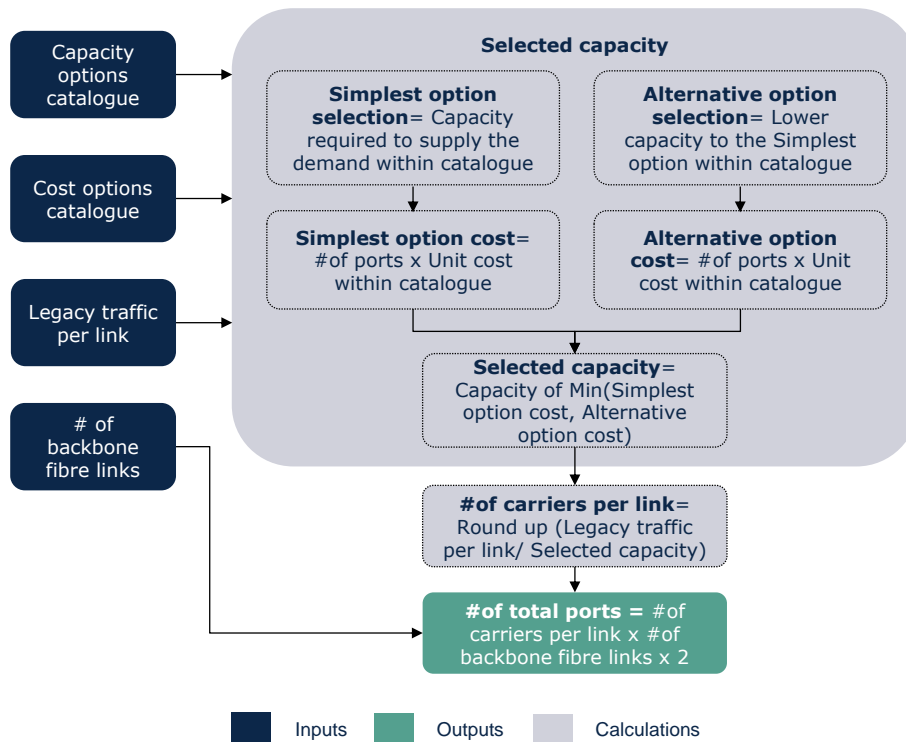 Capacity
options
catalogue
Cost options
catalogue
Legacy traffic
per link
# of
backbone
fibre links
Selected capacity
Simplest option
selection= Capacity
required to supply the
demand within catalogue
Alternative option
selection= Lower
capacity to the Simplest
option within catalogue
Simplest option cost=
#of ports x Unit cost
within catalogue
Alternative option
cost= #of ports x Unit
cost within catalogue
Selected capacity=
Capacity of Min(Simplest
option cost, Alternative
option cost)
#of carriers per link=
Round up (Legacy traffic
per link/ Selected capacity)
#of total ports = #of
carriers per link x #of
backbone fibre links x 2
Inputs
Outputs
Calculations